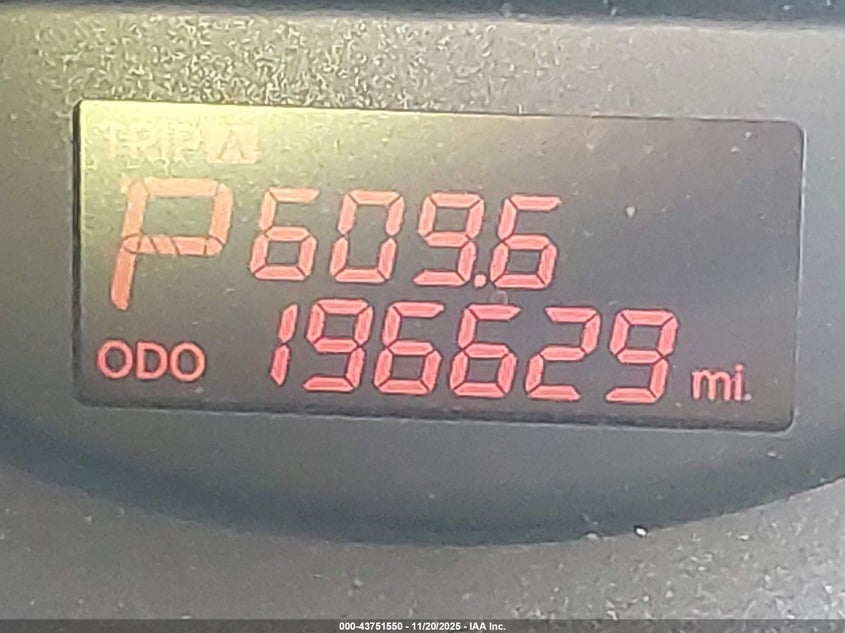 TRIP A
P 609.6
ODO 196629 mi.
000-43751550 - 11/20/2025 - IAA Inc.